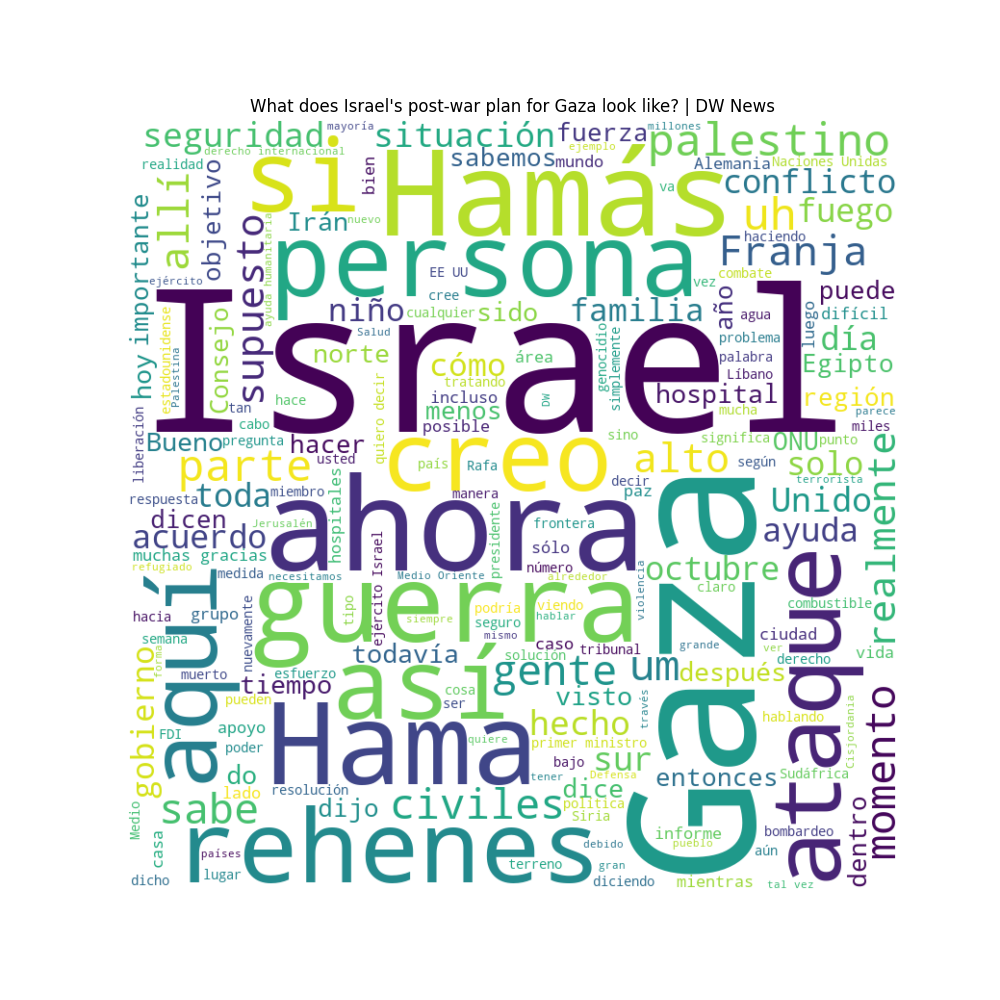 What does Israel's post-war plan for Gaza look like? | DW News
mayoría
millones
seguridad
situación
fuerza
ejemplo
palestino
derecho internacional
realidad
si
Hamás
sabemos
mundo
Alemania
Naciones Unidas
bien
allí
objetivo
va
conflicto
hoy importante
Irán
nuevo
uh
fuego
supuesto
ayuda humanitaria
persona
haciendo
Franja
ejército
EE UU
vez
combate
cree
niño
cualquier
sido
familia
año
puede
Israel
estadounidense
Palestina
Consejo
Salud
agua
luego
difícil
norte
cómo
área
genocidio
simplemente
problema
día
palabra
Egipto
tratando
Líbano
hace
quiero decir
incluso
DW
hospital
región
tan
menos
mucha
parece
liberación
cabo
posible
miles
Bueno
pregunta
hacer
creo
sino
significa
ONU
punto
parte
usted
país
Rafa
alto
según
solo
realmente
respuesta
toda
miembro
hospitales
manera
decir
paz
terrorista
Unido
dicen
Jerusalén
ahora
presidente
frontera
Gaza
acuerdo
ayuda
muchas gracias
ejército Israel
sólo
número
refugiado
medida
necesitamos
Medio Oriente
alrededor
octubre
ataque
claro
violencia
combustible
aquí
guerra
hacia
grupo
nuevamente
tipo
siempre
podría
viendo
seguro
hablar
mismo
ciudad
semana
forma
todavía
solución
caso
tribunal
grande
ver
derecho
vida
gobierno
muerto
esfuerzo
así
cosa
gente
um
después
tiempo
pueden
ser
visto
través
momento
FDI
apoyo
Hama
hecho
hablando
Cisjordania
poder
quiere
primer ministro
bajo
sur
do
tener
Defensa
entonces
Sudáfrica
lado
resolución
dice
Medio
sabe
dijo
civiles
política
Siria
casa
rehenes
informe
bombardeo
dentro
países
debido
pueblo
aún
terreno
gran
dicho
lugar
diciendo
mientras
tal vez